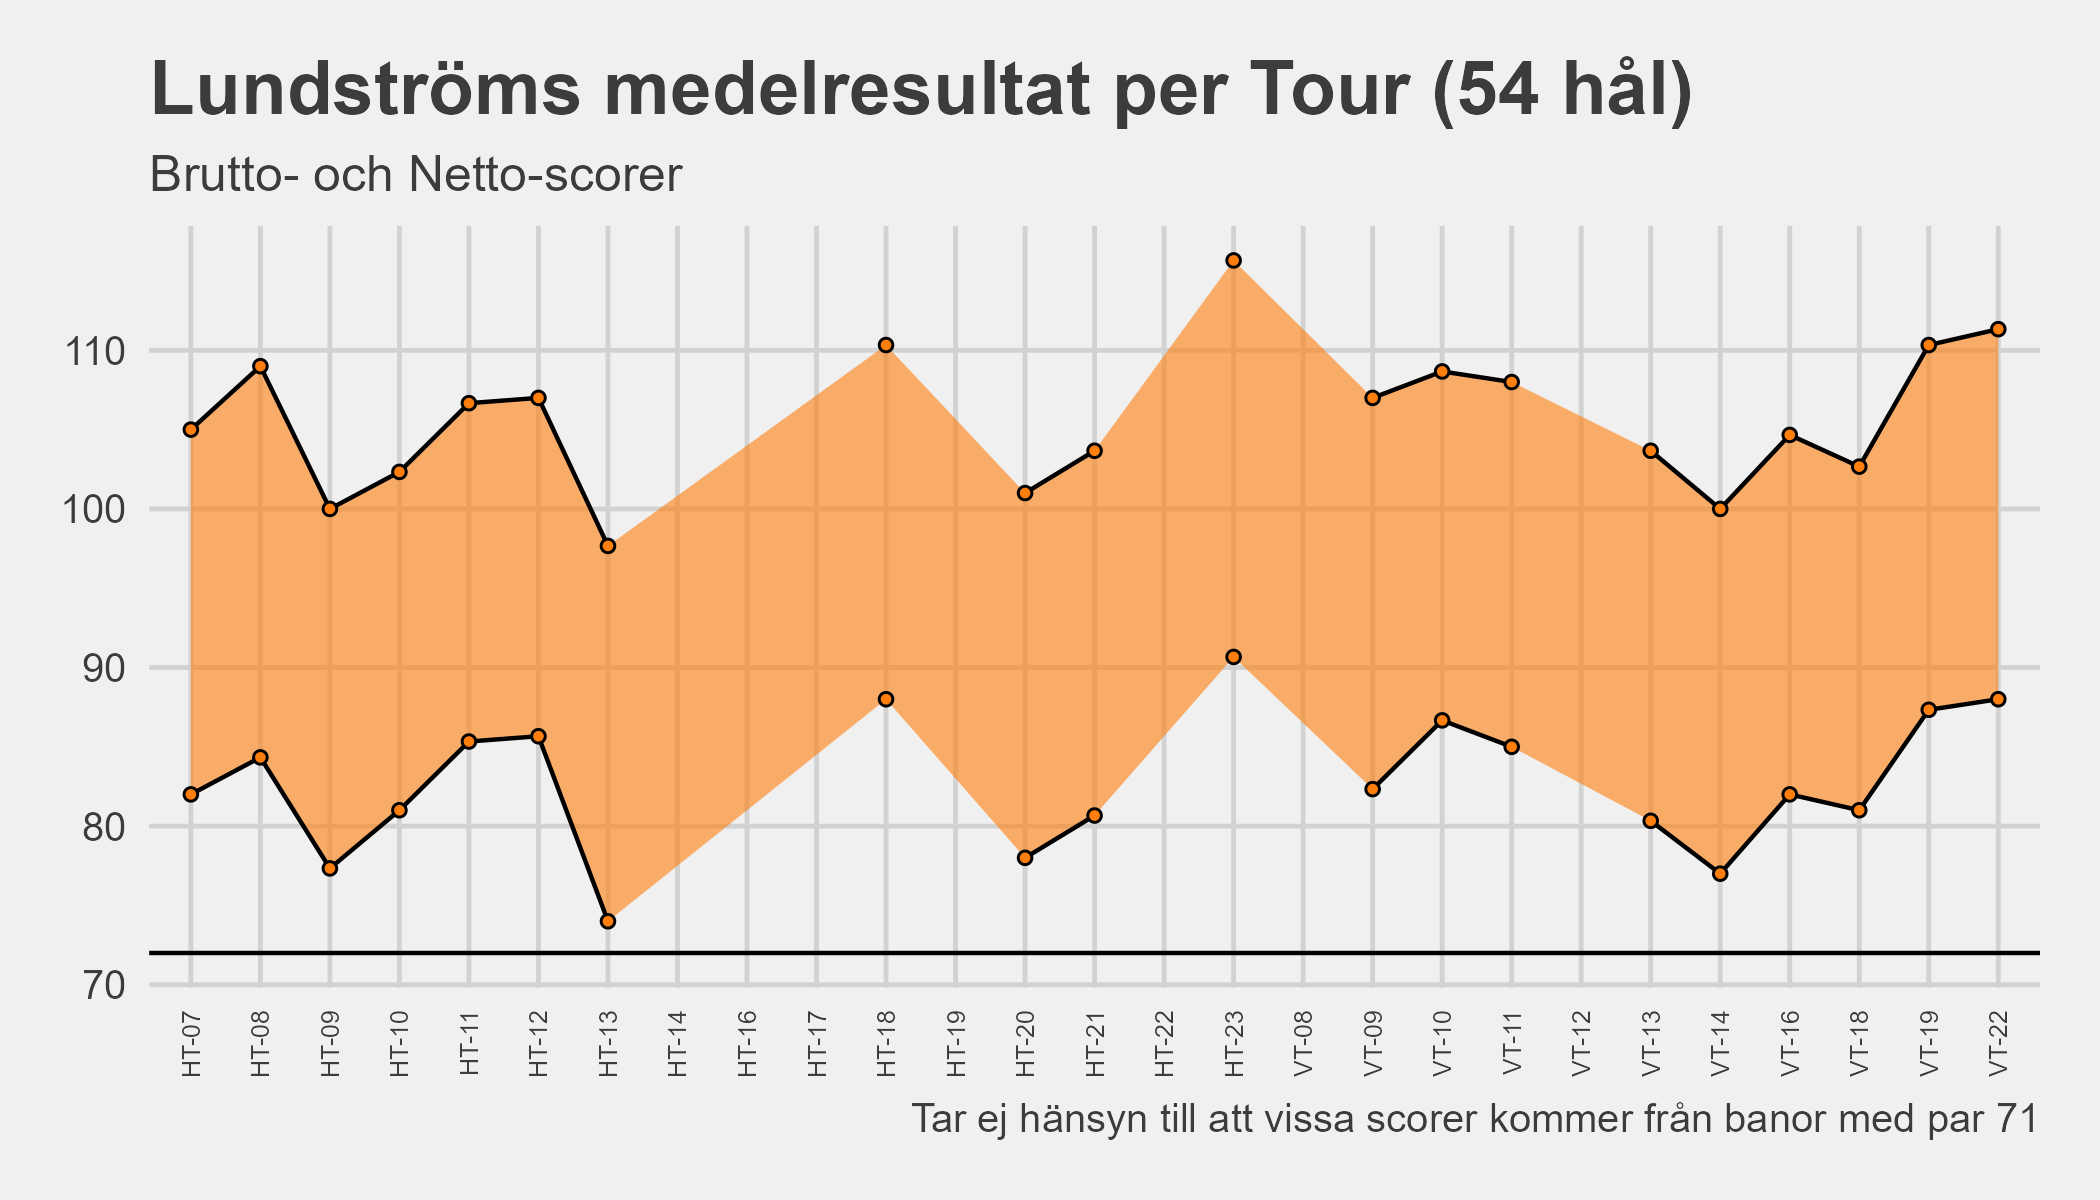 Lundströms medelresultat per Tour (54 hål)
Brutto- och Netto-scorer
110
100
90
80
70
HT-07
HT-08
HT-09
HT-10
HT-11
HT-12
HT-13
HT-14
HT-16
HT-17
HT-18
HT-19
HT-20
HT-21
HT-22
HT-23
VT-08
VT-09
VT-10
VT-11
VT-12
VT-13
VT-14
VT-16
VT-18
VT-19
VT-22
Tar ej hänsyn till att vissa scorer kommer från banor med par 71